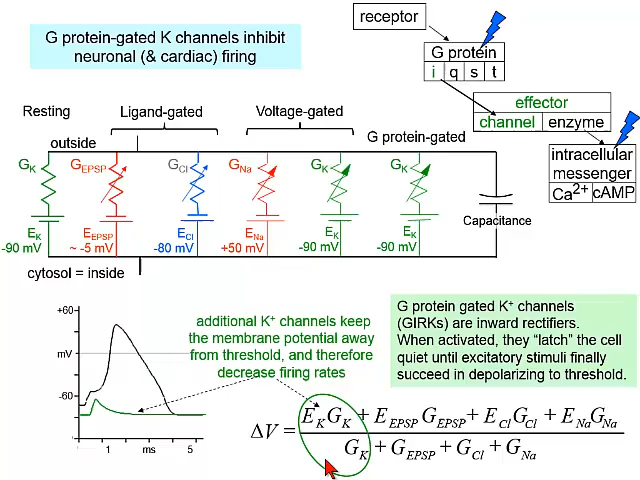 G protein-gated K channels inhibit
neuronal (& cardiac) firing
receptor
G protein
i q s t
effector
channel enzyme
intracellular
messenger
Ca2+ cAMP
Resting Ligand-gated Voltage-gated G protein-gated
outside
GK GEPSP GCl GNa GK GK
Capacitance
EK EEPSP ECl ENa EK EK
-90 mV ~ -5 mV -80 mV +50 mV -90 mV -90 mV
cytosol = inside
+60
mV
-60
1 ms 5
additional K+ channels keep
the membrane potential away
from threshold, and therefore
decrease firing rates
G protein gated K+ channels
(GIRKs) are inward rectifiers.
When activated, they "latch" the cell
quiet until excitatory stimuli finally
succeed in depolarizing to threshold.
ΔV = EKGK + EEPSPGEPSP + EClGCl + ENaGNa
GK + GEPSP + GCl + GNa